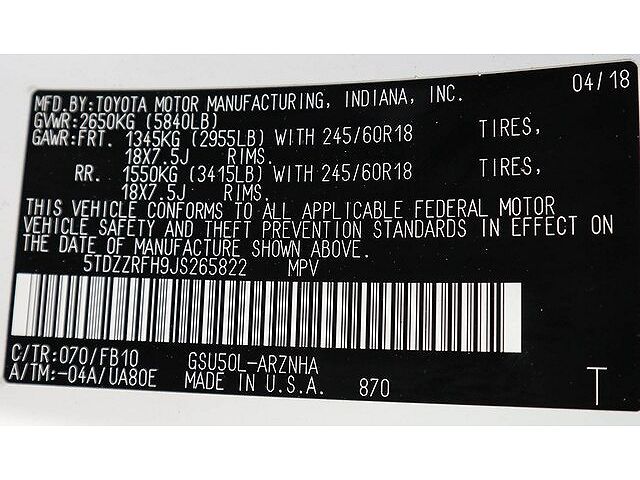 MFD.BY:TOYOTA MOTOR MANUFACTURING, INDIANA, INC. 04/18
GVWR:2650KG (5840LB)
GAWR:FRT. 1345KG (2955LB) WITH 245/60R18 TIRES,
18X7.5J RIMS.
RR. 1550KG (3415LB) WITH 245/60R18 TIRES,
18X7.5J RIMS.
THIS VEHICLE CONFORMS TO ALL APPLICABLE FEDERAL MOTOR
VEHICLE SAFETY AND THEFT PREVENTION STANDARDS IN EFFECT ON
THE DATE OF MANUFACTURE SHOWN ABOVE.
5TDZZRFH9JS265822 MPV
C/TR:070/FB10 GSU50L-ARZNHA
A/TM:-04A/UA80E MADE IN U.S.A. 870 T